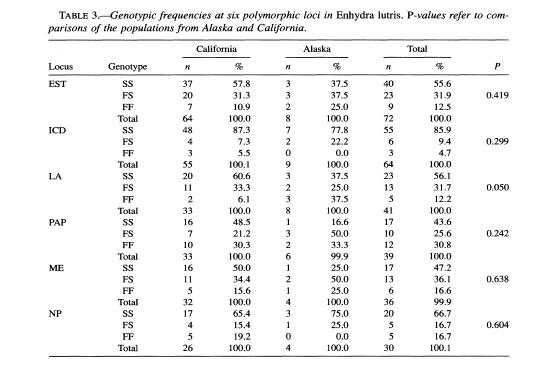 TABLE 3.—Genotypic frequencies at six polymorphic loci in Enhydra lutris. P-values refer to com-
parisons of the populations from Alaska and California.
California Alaska Total
Locus Genotype n % n % n % P
EST SS 37 57.8 3 37.5 40 55.6
FS 20 31.3 3 37.5 23 31.9 0.419
FF 7 10.9 2 25.0 9 12.5
Total 64 100.0 8 100.0 72 100.0
ICD SS 48 87.3 7 77.8 55 85.9
FS 4 7.3 2 22.2 6 9.4 0.299
FF 3 5.5 0 0.0 3 4.7
Total 55 100.1 9 100.0 64 100.0
LA SS 20 60.6 3 37.5 23 56.1
FS 11 33.3 2 25.0 13 31.7 0.050
FF 2 6.1 3 37.5 5 12.2
Total 33 100.0 8 100.0 41 100.0
PAP SS 16 48.5 1 16.6 17 43.6
FS 7 21.2 3 50.0 10 25.6 0.242
FF 10 30.3 2 33.3 12 30.8
Total 33 100.0 6 99.9 39 100.0
ME SS 16 50.0 1 25.0 17 47.2
FS 11 34.4 2 50.0 13 36.1 0.638
FF 5 15.6 1 25.0 6 16.6
Total 32 100.0 4 100.0 36 99.9
NP SS 17 65.4 3 75.0 20 66.7
FS 4 15.4 1 25.0 5 16.7 0.604
FF 5 19.2 0 0.0 5 16.7
Total 26 100.0 4 100.0 30 100.1